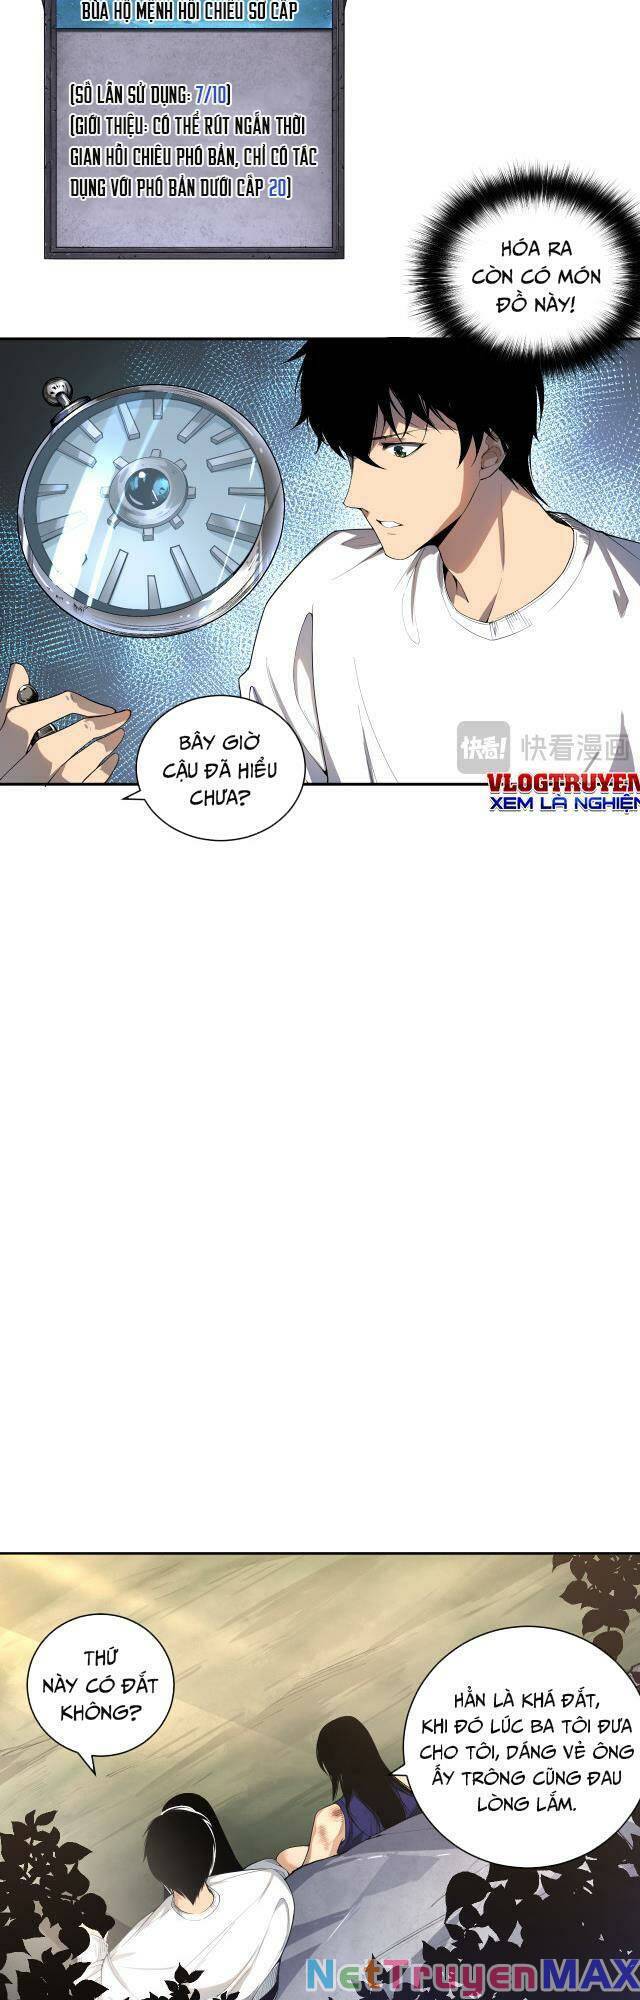 BÙA HỘ MỆNH HỒI CHIÊU SƠ CẤP
(SỐ LẦN SỬ DỤNG: 7/10)
(GIỚI THIỆU: CÓ THỂ RÚT NGẮN THỜI
GIAN HỒI CHIÊU PHÓ BẢN, CHỈ CÓ TÁC
DỤNG VỚI PHÓ BẢN DƯỚI CẤP 20)
HÓA RA
CÒN CÓ MÓN
ĐỒ NÀY!
BÂY GIỜ
CẬU ĐÃ HIỂU
CHƯA?
快看! 快看漫画
VLOGTRUYEN
XEM LÀ NGHIỆN
THỨ
NÀY CÓ ĐẮT
KHÔNG?
HẲN LÀ KHÁ ĐẮT,
KHI ĐÓ LÚC BA TÔI ĐƯA
CHO TÔI, DÁNG VẺ ÔNG
ẤY TRÔNG CŨNG ĐAU
LÒNG LẮM.
NetTruyenMAX